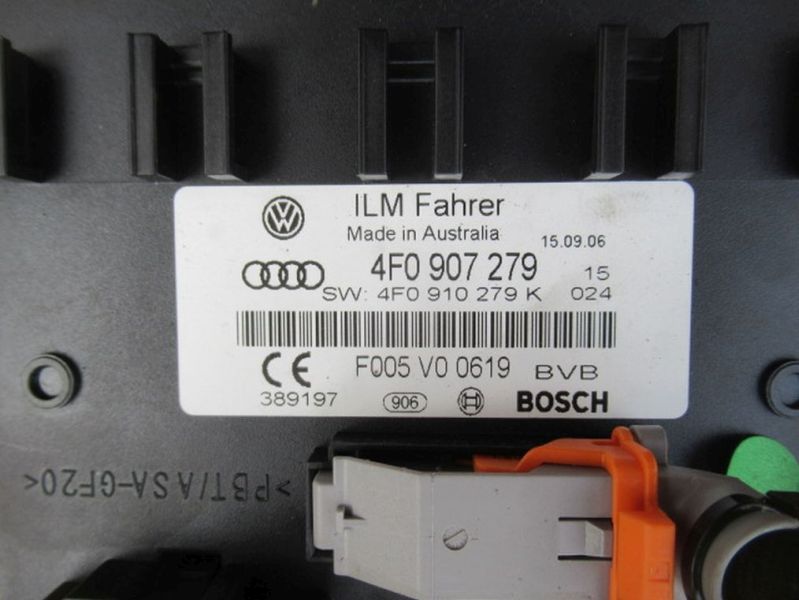 ILM Fahrer
Made in Australia 15.09.06
4F0 907 279 15
SW: 4F0 910 279 K 024
CE F005 V0 0619 BVB
389197 906 BOSCH
>PBT/ASA-GF20<